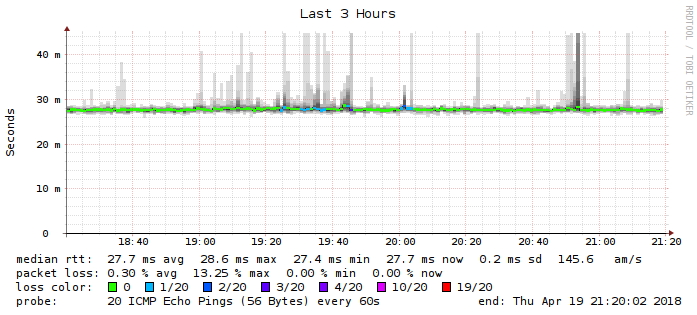 Last 3 Hours
RRDTOOL / TOBI OETIKER
Seconds
40 m
30 m
20 m
10 m
0
18:40 19:00 19:20 19:40 20:00 20:20 20:40 21:00 21:20
median rtt: 27.7 ms avg 28.6 ms max 27.4 ms min 27.7 ms now 0.2 ms sd 145.6 am/s
packet loss: 0.30 % avg 13.25 % max 0.00 % min 0.00 % now
loss color: 0 1/20 2/20 3/20 4/20 10/20 19/20
probe: 20 ICMP Echo Pings (56 Bytes) every 60s end: Thu Apr 19 21:20:02 2018